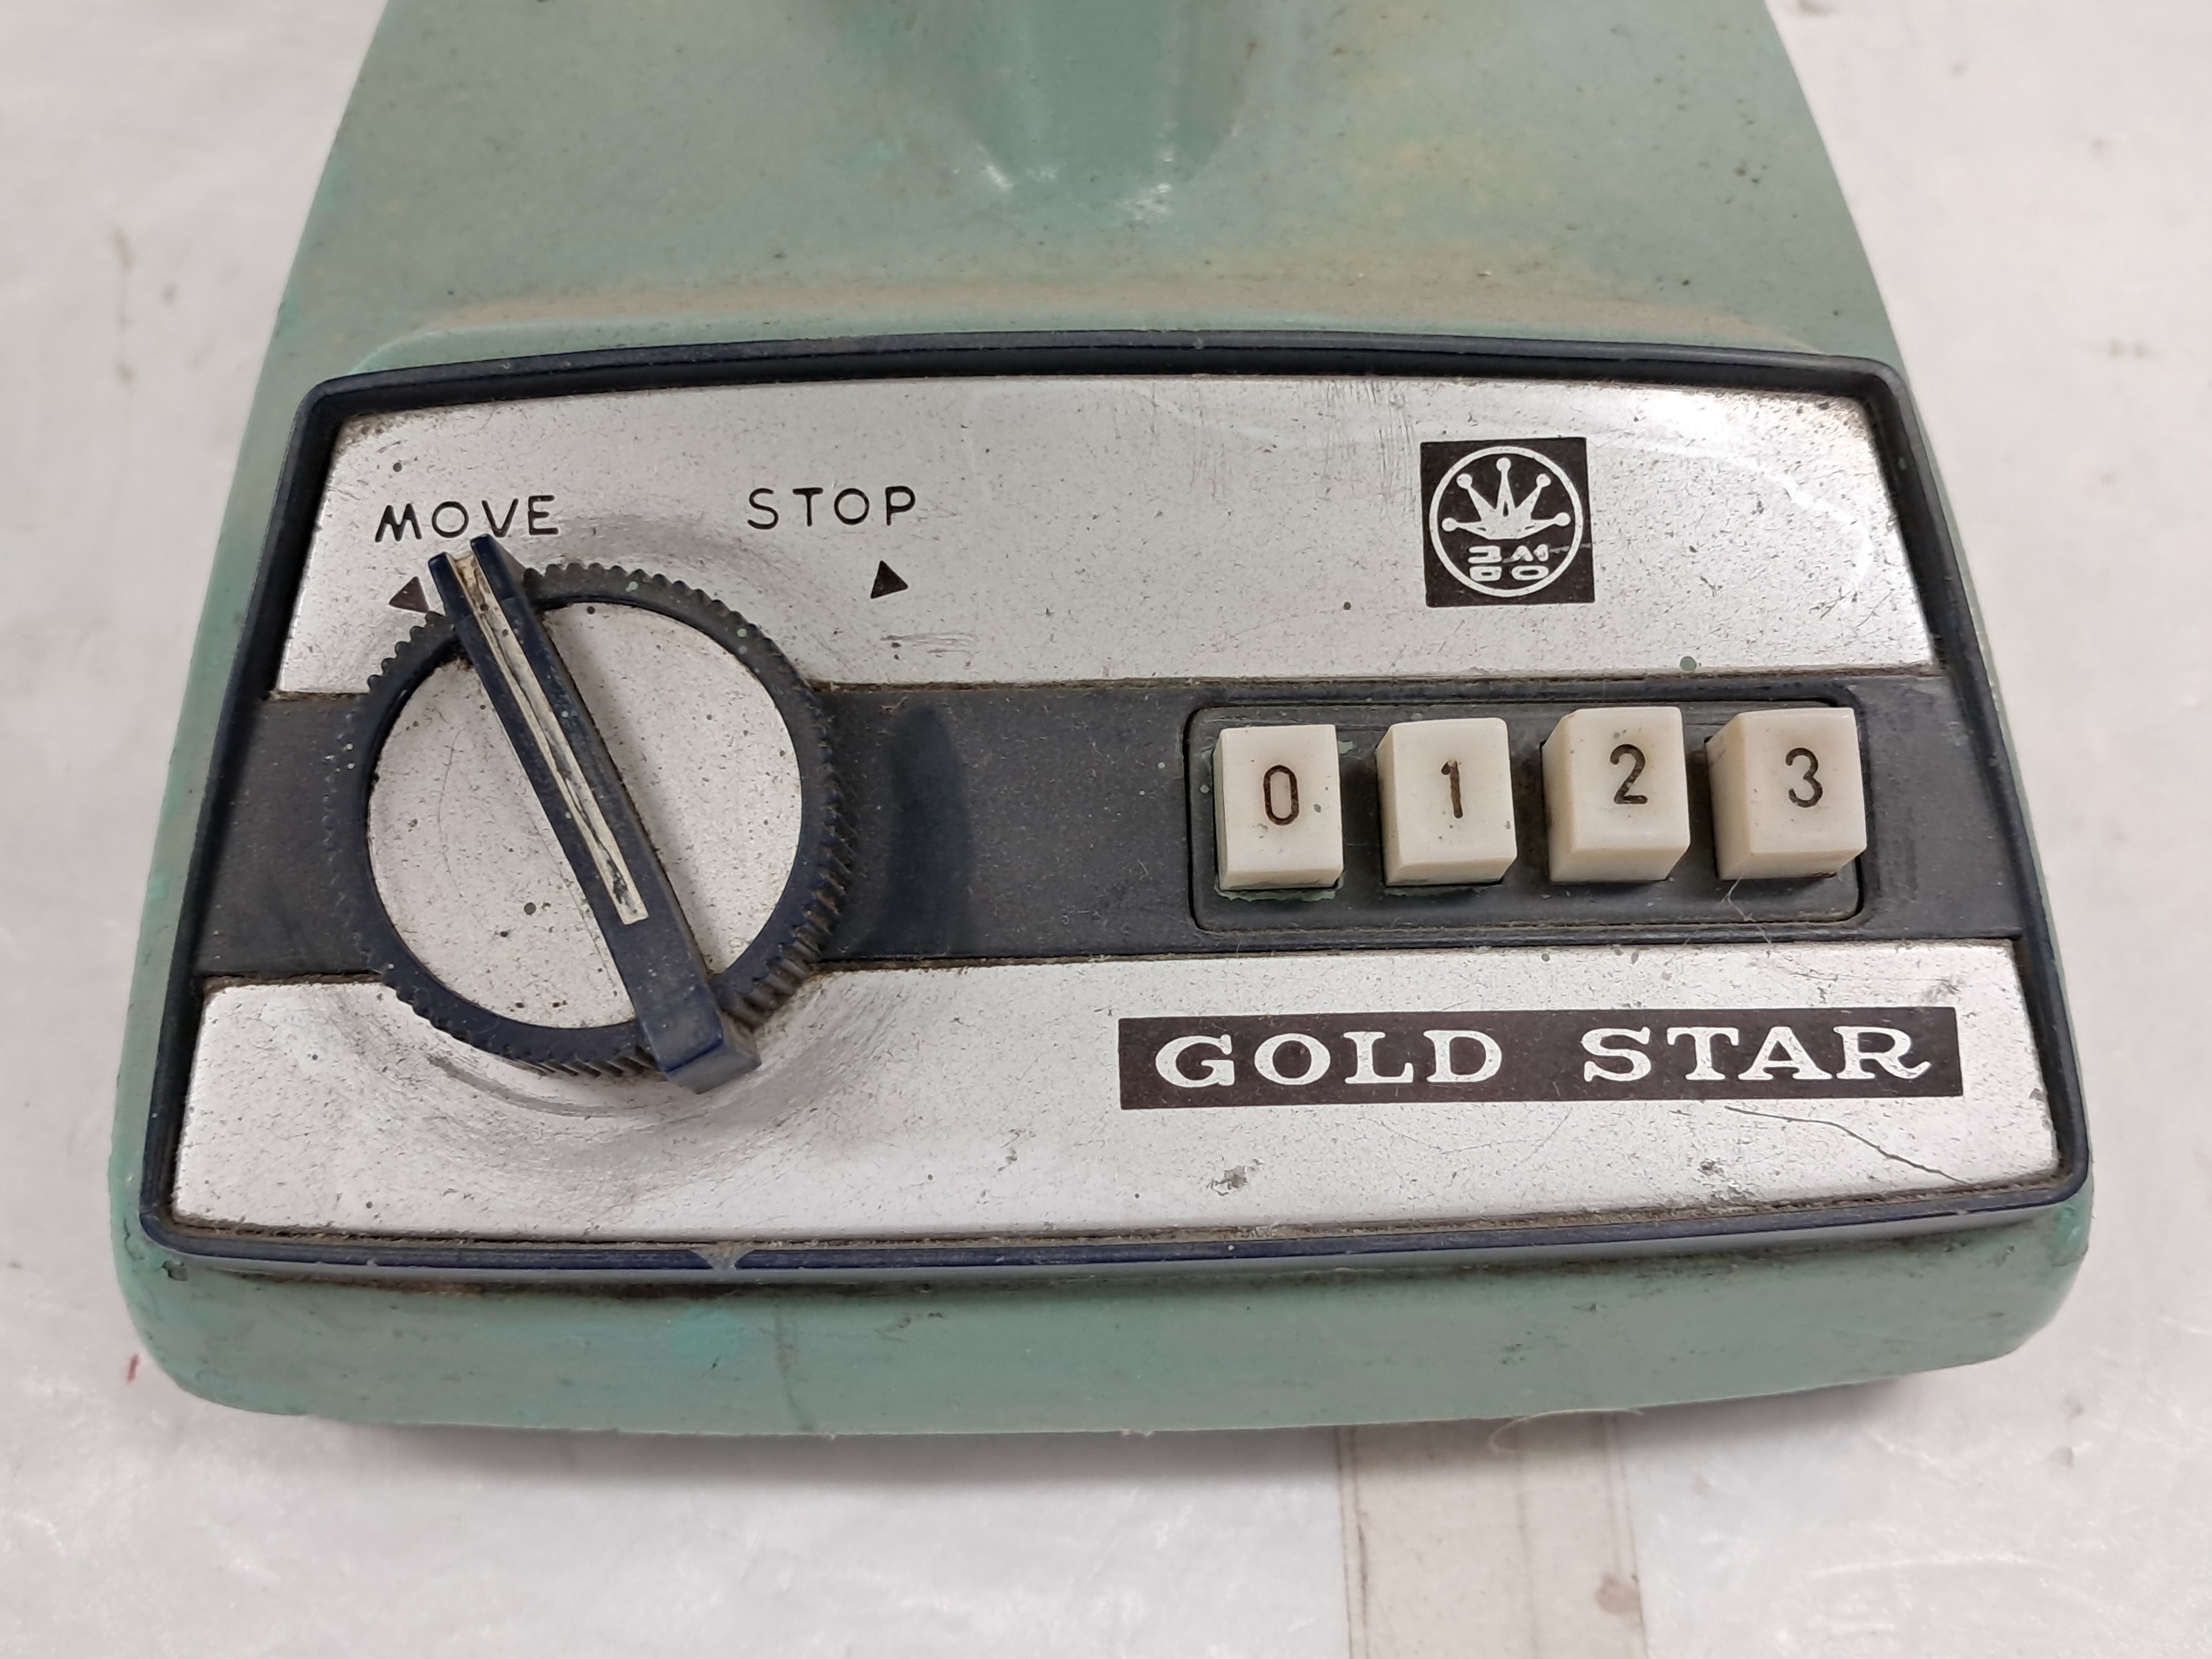 MOVE STOP
금성
0 1 2 3
GOLD STAR